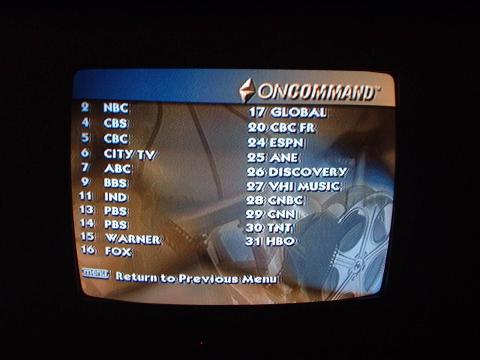 ONCOMMAND™
2 NBC
4 CBS
5 CBC
6 CITY TV
7 ABC
9 BBS
11 IND
13 PBS
14 PBS
15 WARNER
16 FOX
17 GLOBAL
20 CBC FR
24 ESPN
25 ANE
26 DISCOVERY
27 VH1 MUSIC
28 CNBC
29 CNN
30 TNT
31 HBO
Return to Previous Menu